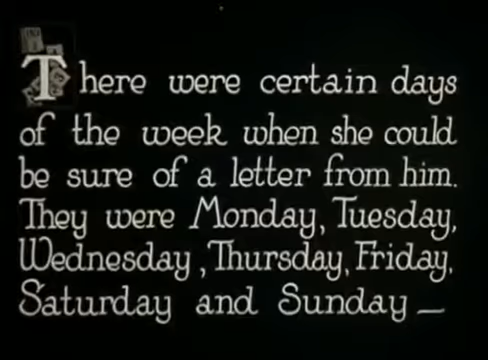 There were certain days
of the week when she could
be sure of a letter from him.
They were Monday, Tuesday,
Wednesday, Thursday, Friday,
Saturday and Sunday —